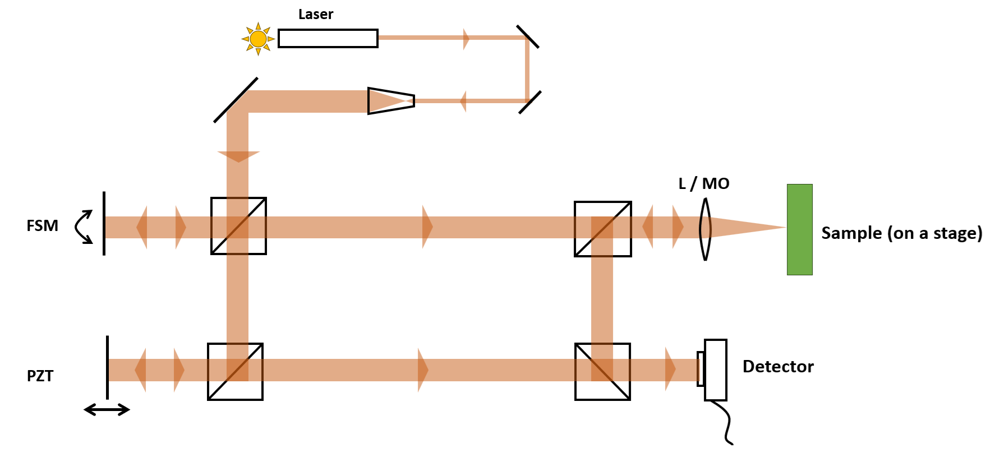 Laser
L / MO
FSM
Sample (on a stage)
PZT
Detector